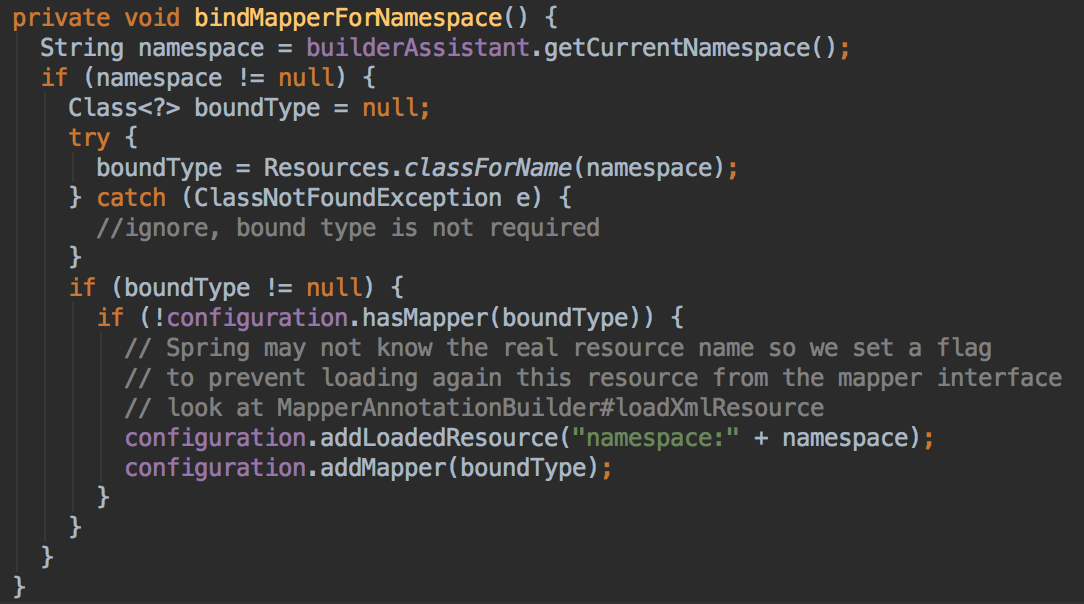 private void bindMapperForNamespace() {
  String namespace = builderAssistant.getCurrentNamespace();
  if (namespace != null) {
    Class<?> boundType = null;
    try {
      boundType = Resources.classForName(namespace);
    } catch (ClassNotFoundException e) {
      //ignore, bound type is not required
    }
    if (boundType != null) {
      if (!configuration.hasMapper(boundType)) {
        // Spring may not know the real resource name so we set a flag
        // to prevent loading again this resource from the mapper interface
        // look at MapperAnnotationBuilder#loadXmlResource
        configuration.addLoadedResource("namespace:" + namespace);
        configuration.addMapper(boundType);
      }
    }
  }
}